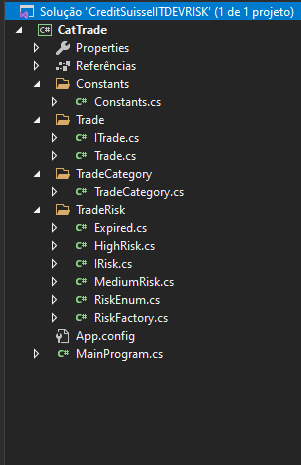 Solução 'CreditSuisseIITDEVRISK' (1 de 1 projeto)
C# CatTrade
Properties
Referências
Constants
C# Constants.cs
Trade
C# ITrade.cs
C# Trade.cs
TradeCategory
C# TradeCategory.cs
TradeRisk
C# Expired.cs
C# HighRisk.cs
C# IRisk.cs
C# MediumRisk.cs
C# RiskEnum.cs
C# RiskFactory.cs
App.config
C# MainProgram.cs